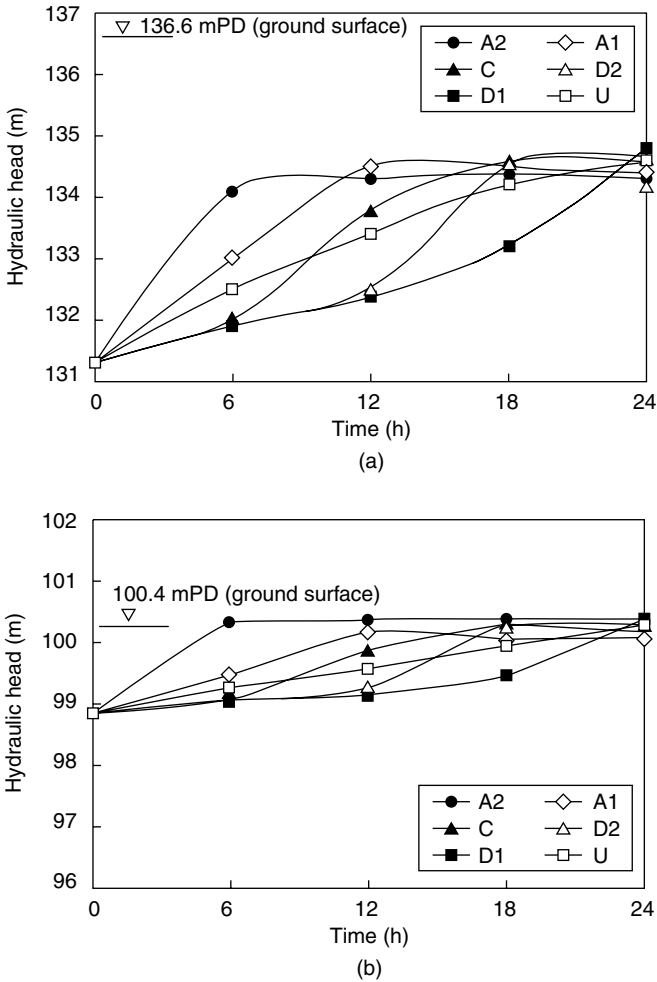 137
136
135
134
133
132
131
Hydraulic head (m)
136.6 mPD (ground surface)
A2
A1
C
D2
D1
U
0
6
12
18
24
Time (h)
(a)
102
101
100
99
98
97
96
Hydraulic head (m)
100.4 mPD (ground surface)
A2
A1
C
D2
D1
U
0
6
12
18
24
Time (h)
(b)